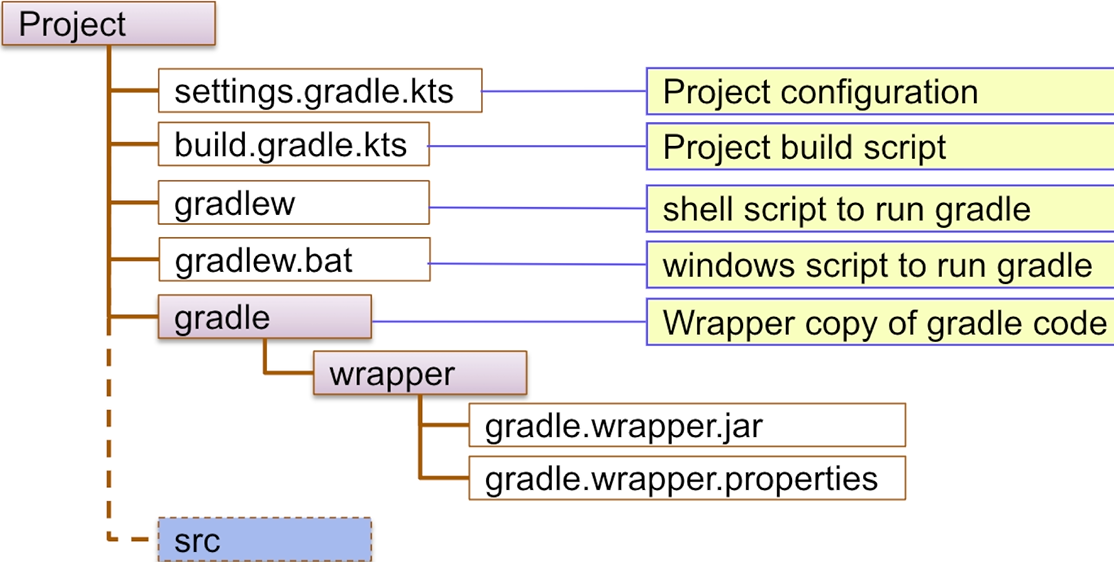 Project
settings.gradle.kts Project configuration
build.gradle.kts Project build script
gradlew shell script to run gradle
gradlew.bat windows script to run gradle
gradle Wrapper copy of gradle code
wrapper
gradle.wrapper.jar
gradle.wrapper.properties
src